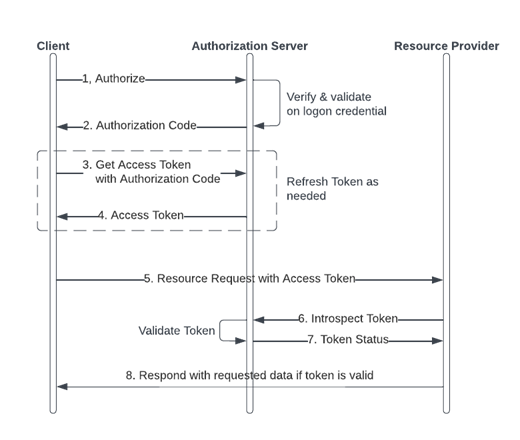 Client
Authorization Server
Resource Provider
1, Authorize
Verify & validate
on logon credential
2. Authorization Code
3. Get Access Token
with Authorization Code
Refresh Token as
needed
4. Access Token
5. Resource Request with Access Token
6. Introspect Token
Validate Token
7. Token Status
8. Respond with requested data if token is valid